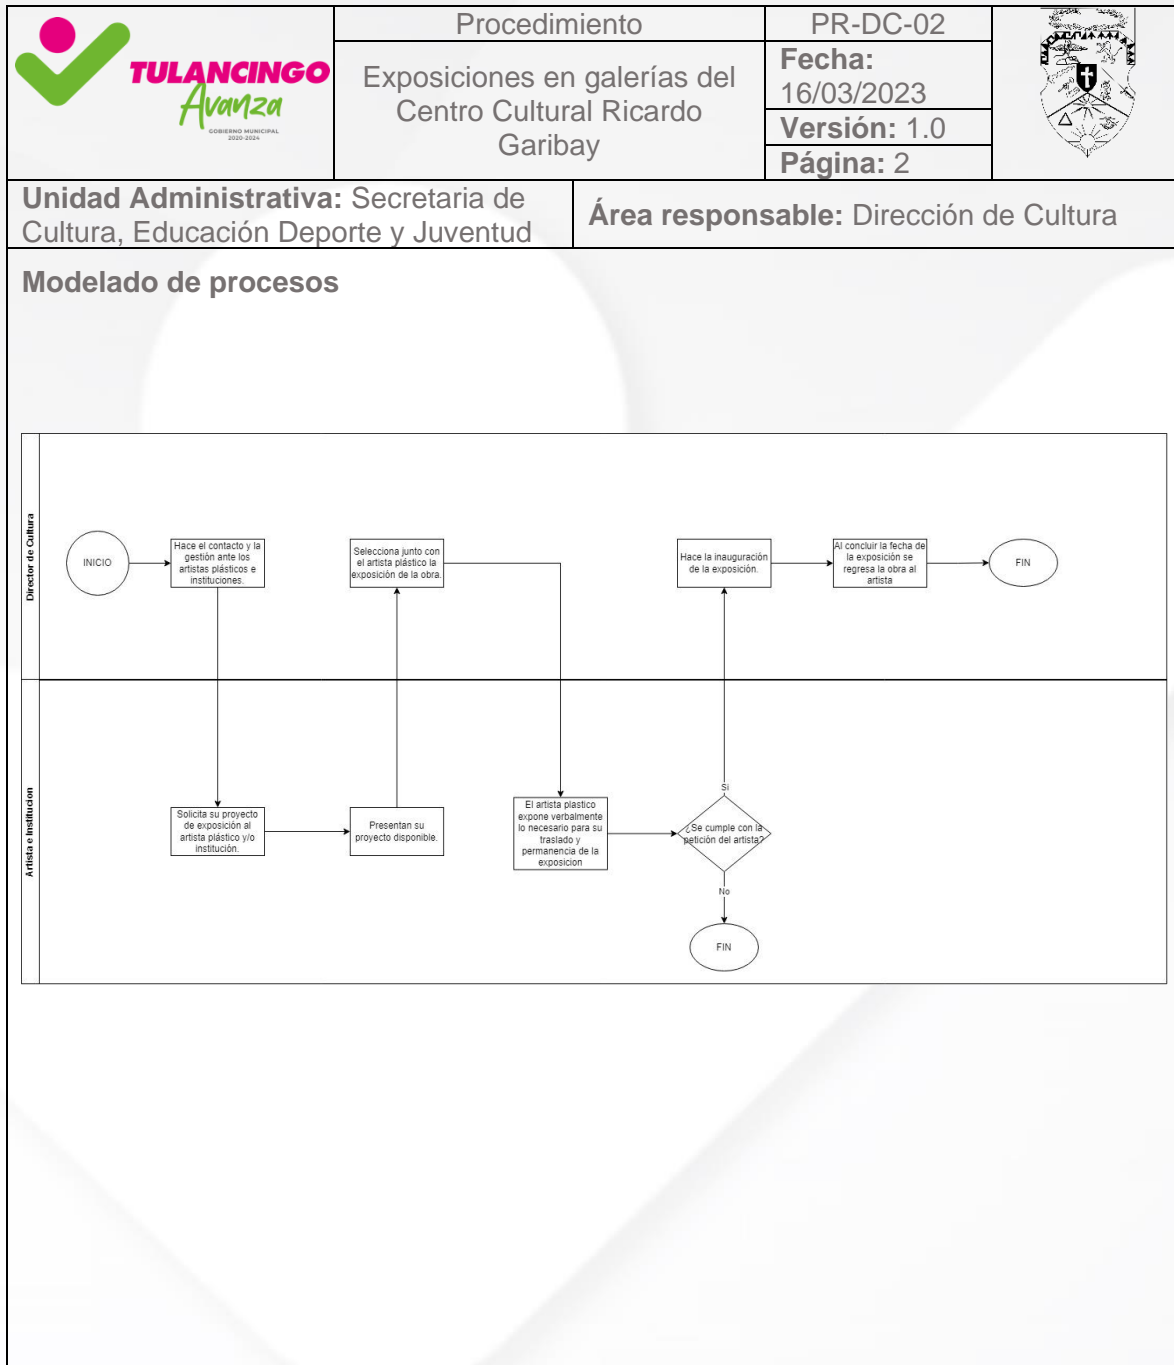 TULANCINGO
Avanza
GOBIERNO MUNICIPAL
2020-2024
Procedimiento
Exposiciones en galerías del
Centro Cultural Ricardo
Garibay
PR-DC-02
Fecha:
16/03/2023
Versión: 1.0
Página: 2
Unidad Administrativa: Secretaria de
Cultura, Educación Deporte y Juventud
Área responsable: Dirección de Cultura
Modelado de procesos
Director de Cultura
INICIO
Hace el contacto y la
gestión ante los
artistas plásticos e
instituciones.
Selecciona junto con
el artista plástico la
exposición de la obra.
Hace la inauguración
de la exposición.
Al concluir la fecha de
la exposición se
regresa la obra al
artista
FIN
Artista e Institucion
Solicita su proyecto
de exposición al
artista plástico y/o
institución.
Presentan su
proyecto disponible.
El artista plastico
expone verbalmente
lo necesario para su
traslado y
permanencia de la
exposicion
Si
¿Se cumple con la
petición del artista?
No
FIN